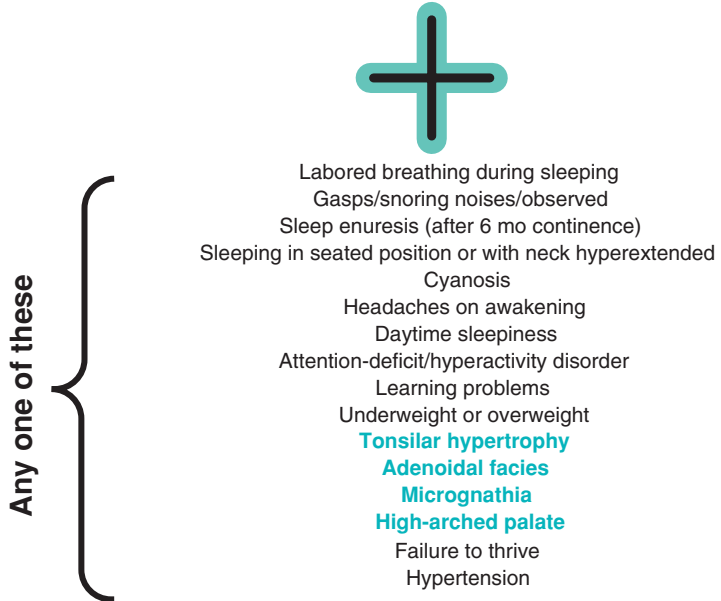 Labored breathing during sleeping
Gasps/snoring noises/observed
Sleep enuresis (after 6 mo continence)
Sleeping in seated position or with neck hyperextended
Cyanosis
Headaches on awakening
Daytime sleepiness
Attention-deficit/hyperactivity disorder
Learning problems
Underweight or overweight
Tonsilar hypertrophy
Adenoidal facies
Micrognathia
High-arched palate
Failure to thrive
Hypertension
Any one of these